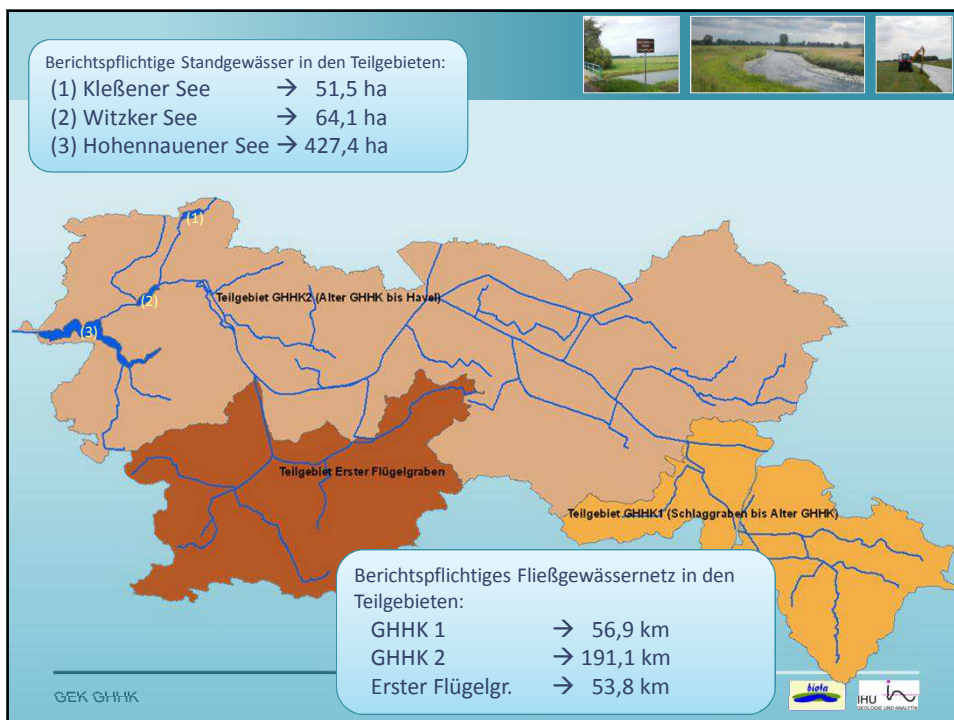 Berichtspflichtige Standgewässer in den Teilgebieten:
(1) Kleßener See → 51,5 ha
(2) Witzker See → 64,1 ha
(3) Hohennauener See → 427,4 ha
(1)
(2)
(3)
Teilgebiet GHHK2 (Alter GHHK bis Havel)
Teilgebiet Erster Flügelgraben
Teilgebiet GHHK1 (Schlaggraben bis Alter GHHK)
Berichtspflichtiges Fließgewässernetz in den
Teilgebieten:
GHHK 1 → 56,9 km
GHHK 2 → 191,1 km
Erster Flügelgr. → 53,8 km
GEK GHHK
biota
IHU
GEOLOGIE UND ANALYTIK